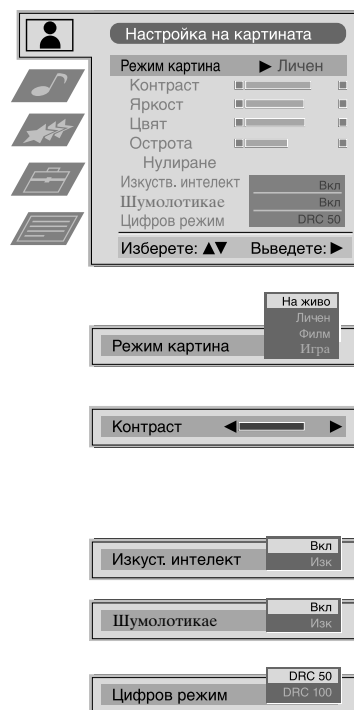 Настройка на картината
Режим картина ▶ Личен
Контраст
Яркост
Цвят
Острота
Нулиране
Изкуств. интелект Вкл
Шумолотикае Вкл
Цифров режим DRC 50
Изберете: ▲▼ Въведете: ▶
На живо
Личен
Филм
Игра
Режим картина
Контраст ◀ ▶
Вкл
Изк
Изкуст. интелект
Вкл
Изк
Шумолотикае
DRC 50
DRC 100
Цифров режим